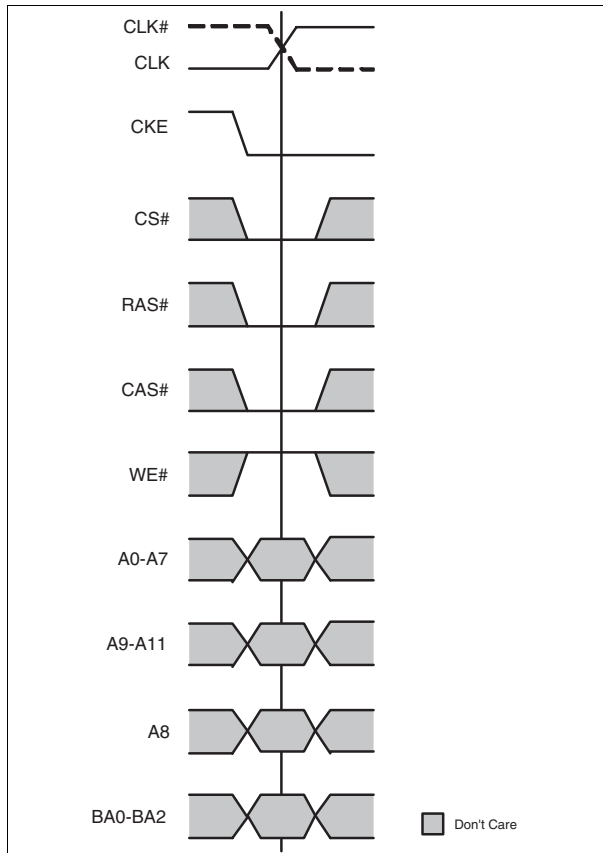 CLK#
CLK
CKE
CS#
RAS#
CAS#
WE#
A0-A7
A9-A11
A8
BA0-BA2
Don't Care